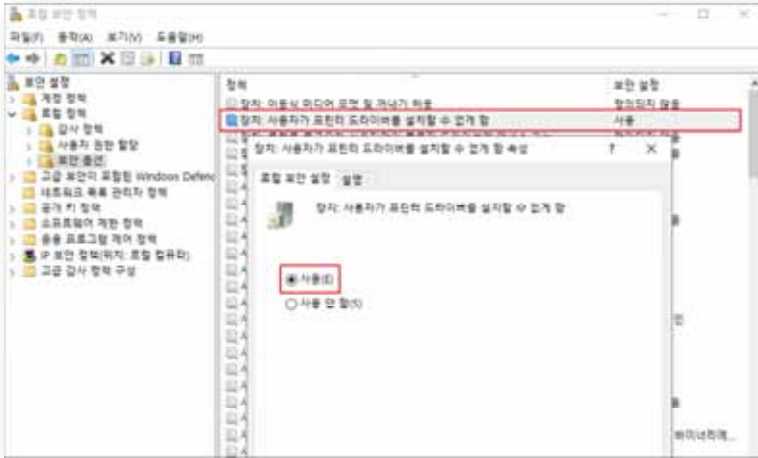 로컬 보안 정책
파일(F) 동작(A) 보기(V) 도움말(H)
보안 설정
계정 정책
로컬 정책
감사 정책
사용자 권한 할당
보안 옵션
고급 보안이 포함된 Windows Defenc
네트워크 목록 관리자 정책
공개 키 정책
소프트웨어 제한 정책
응용 프로그램 제어 정책
IP 보안 정책(위치: 로컬 컴퓨터)
고급 감사 정책 구성
정책 보안 설정
장치: 이동식 미디어 포맷 및 꺼내기 허용 정의되지 않음
장치: 사용자가 프린터 드라이버를 설치할 수 없게 함 사용
장치: 사용자가 프린터 드라이버를 설치할 수 없게 함 속성 ? ×
로컬 보안 설정 설명
장치: 사용자가 프린터 드라이버를 설치할 수 없게 함
사용(E)
사용 안 함(S)
바이너리에...